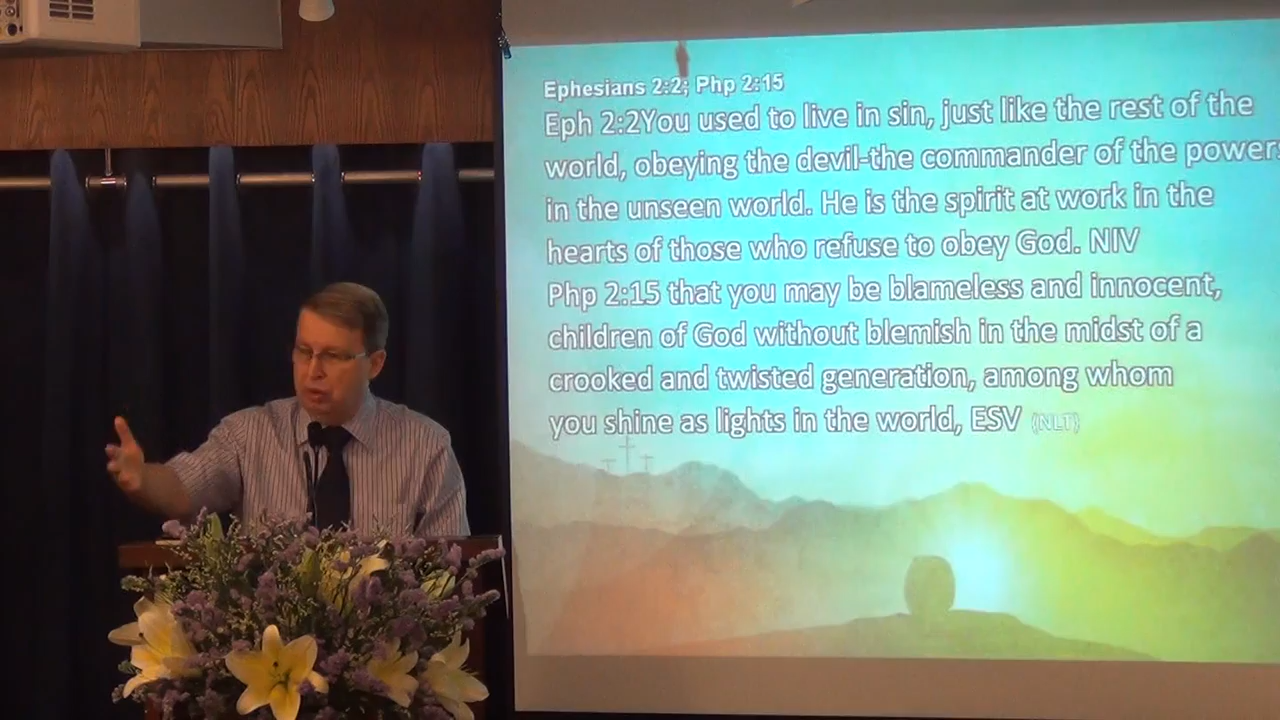 Ephesians 2:2; Php 2:15
Eph 2:2You used to live in sin, just like the rest of the
world, obeying the devil-the commander of the powers
in the unseen world. He is the spirit at work in the
hearts of those who refuse to obey God. NIV
Php 2:15 that you may be blameless and innocent,
children of God without blemish in the midst of a
crooked and twisted generation, among whom
you shine as lights in the world, ESV (NLT)